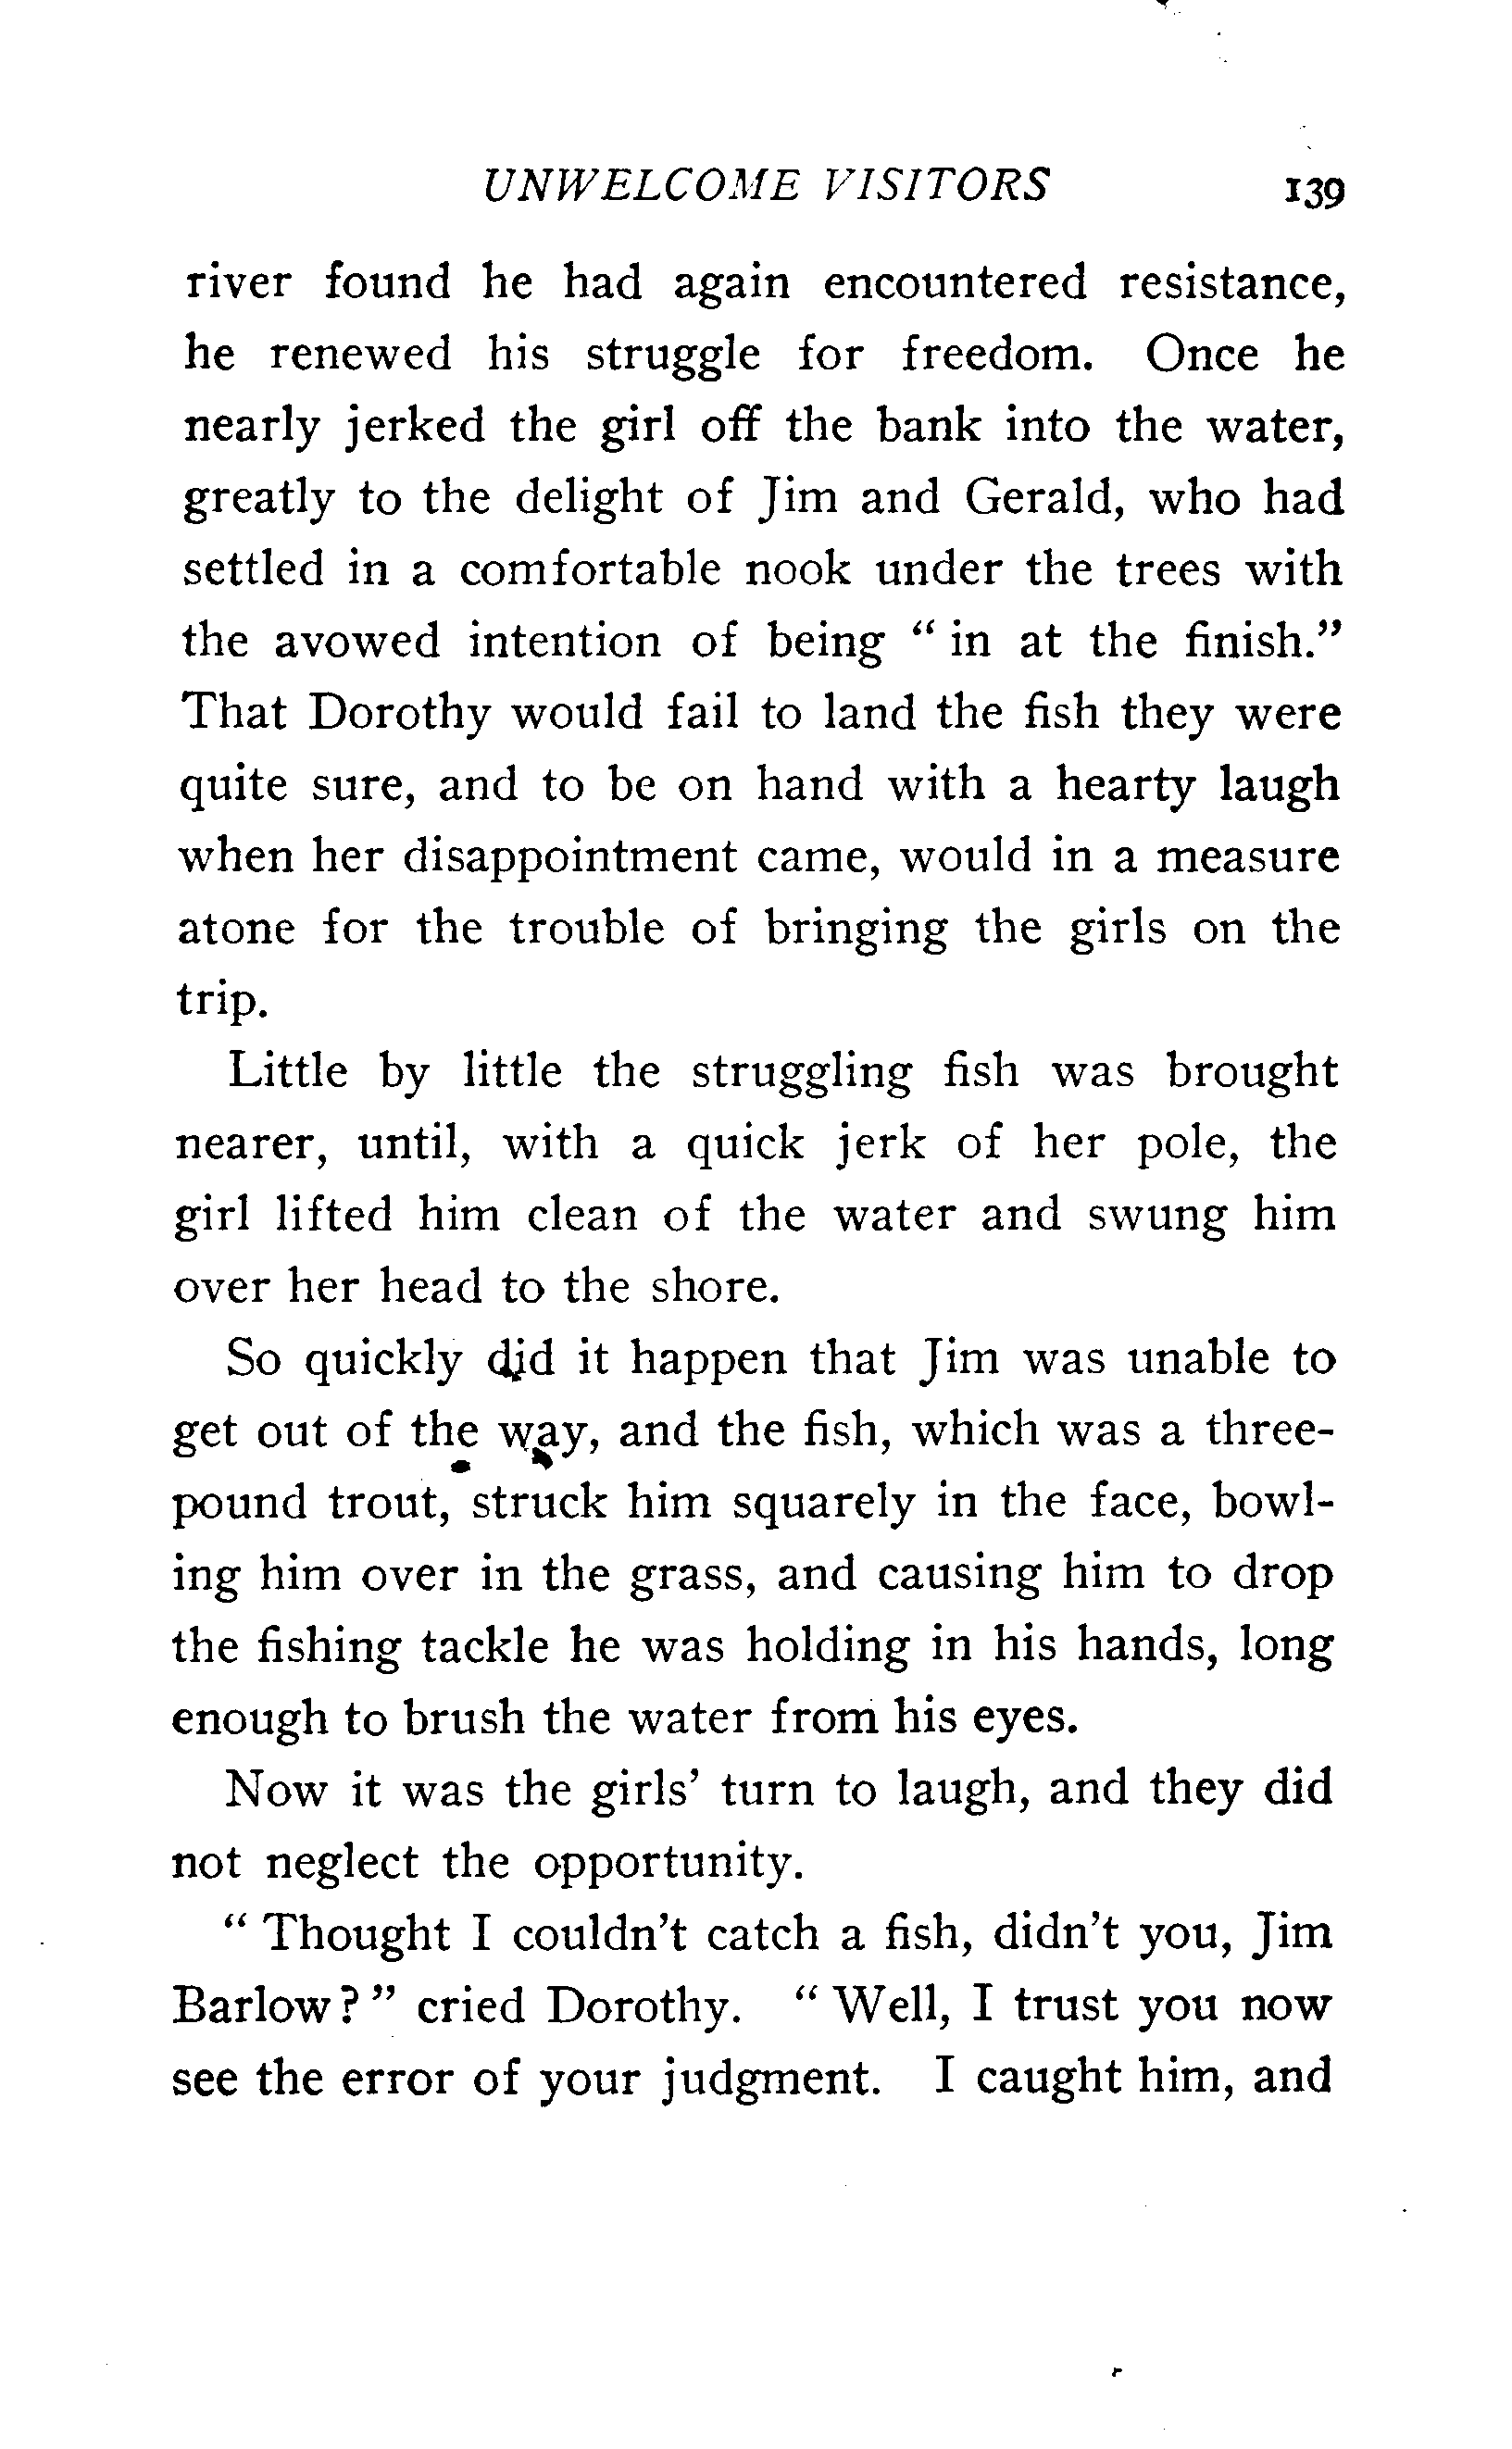 UNWELCOME VISITORS 139
river found he had again encountered resistance,
he renewed his struggle for freedom. Once he
nearly jerked the girl off the bank into the water,
greatly to the delight of Jim and Gerald, who had
settled in a comfortable nook under the trees with
the avowed intention of being " in at the finish."
That Dorothy would fail to land the fish they were
quite sure, and to be on hand with a hearty laugh
when her disappointment came, would in a measure
atone for the trouble of bringing the girls on the
trip.
Little by little the struggling fish was brought
nearer, until, with a quick jerk of her pole, the
girl lifted him clean of the water and swung him
over her head to the shore.
So quickly did it happen that Jim was unable to
get out of the way, and the fish, which was a three-
pound trout, struck him squarely in the face, bowl-
ing him over in the grass, and causing him to drop
the fishing tackle he was holding in his hands, long
enough to brush the water from his eyes.
Now it was the girls' turn to laugh, and they did
not neglect the opportunity.
" Thought I couldn't catch a fish, didn't you, Jim
Barlow? " cried Dorothy. " Well, I trust you now
see the error of your judgment. I caught him, and